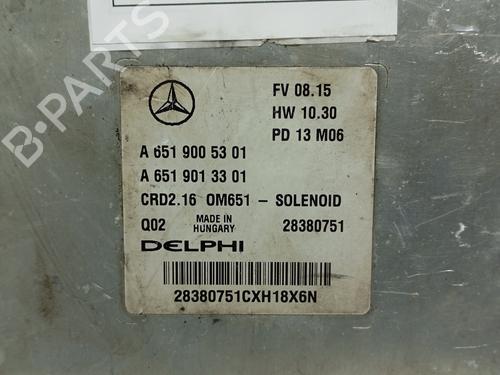 FV 08.15
HW 10.30
PD 13 M06
A 651 900 53 01
A 651 901 33 01
CRD2.16 OM651 - SOLENOID
Q02 MADE IN HUNGARY 28380751
DELPHI
28380751CXH18X6N